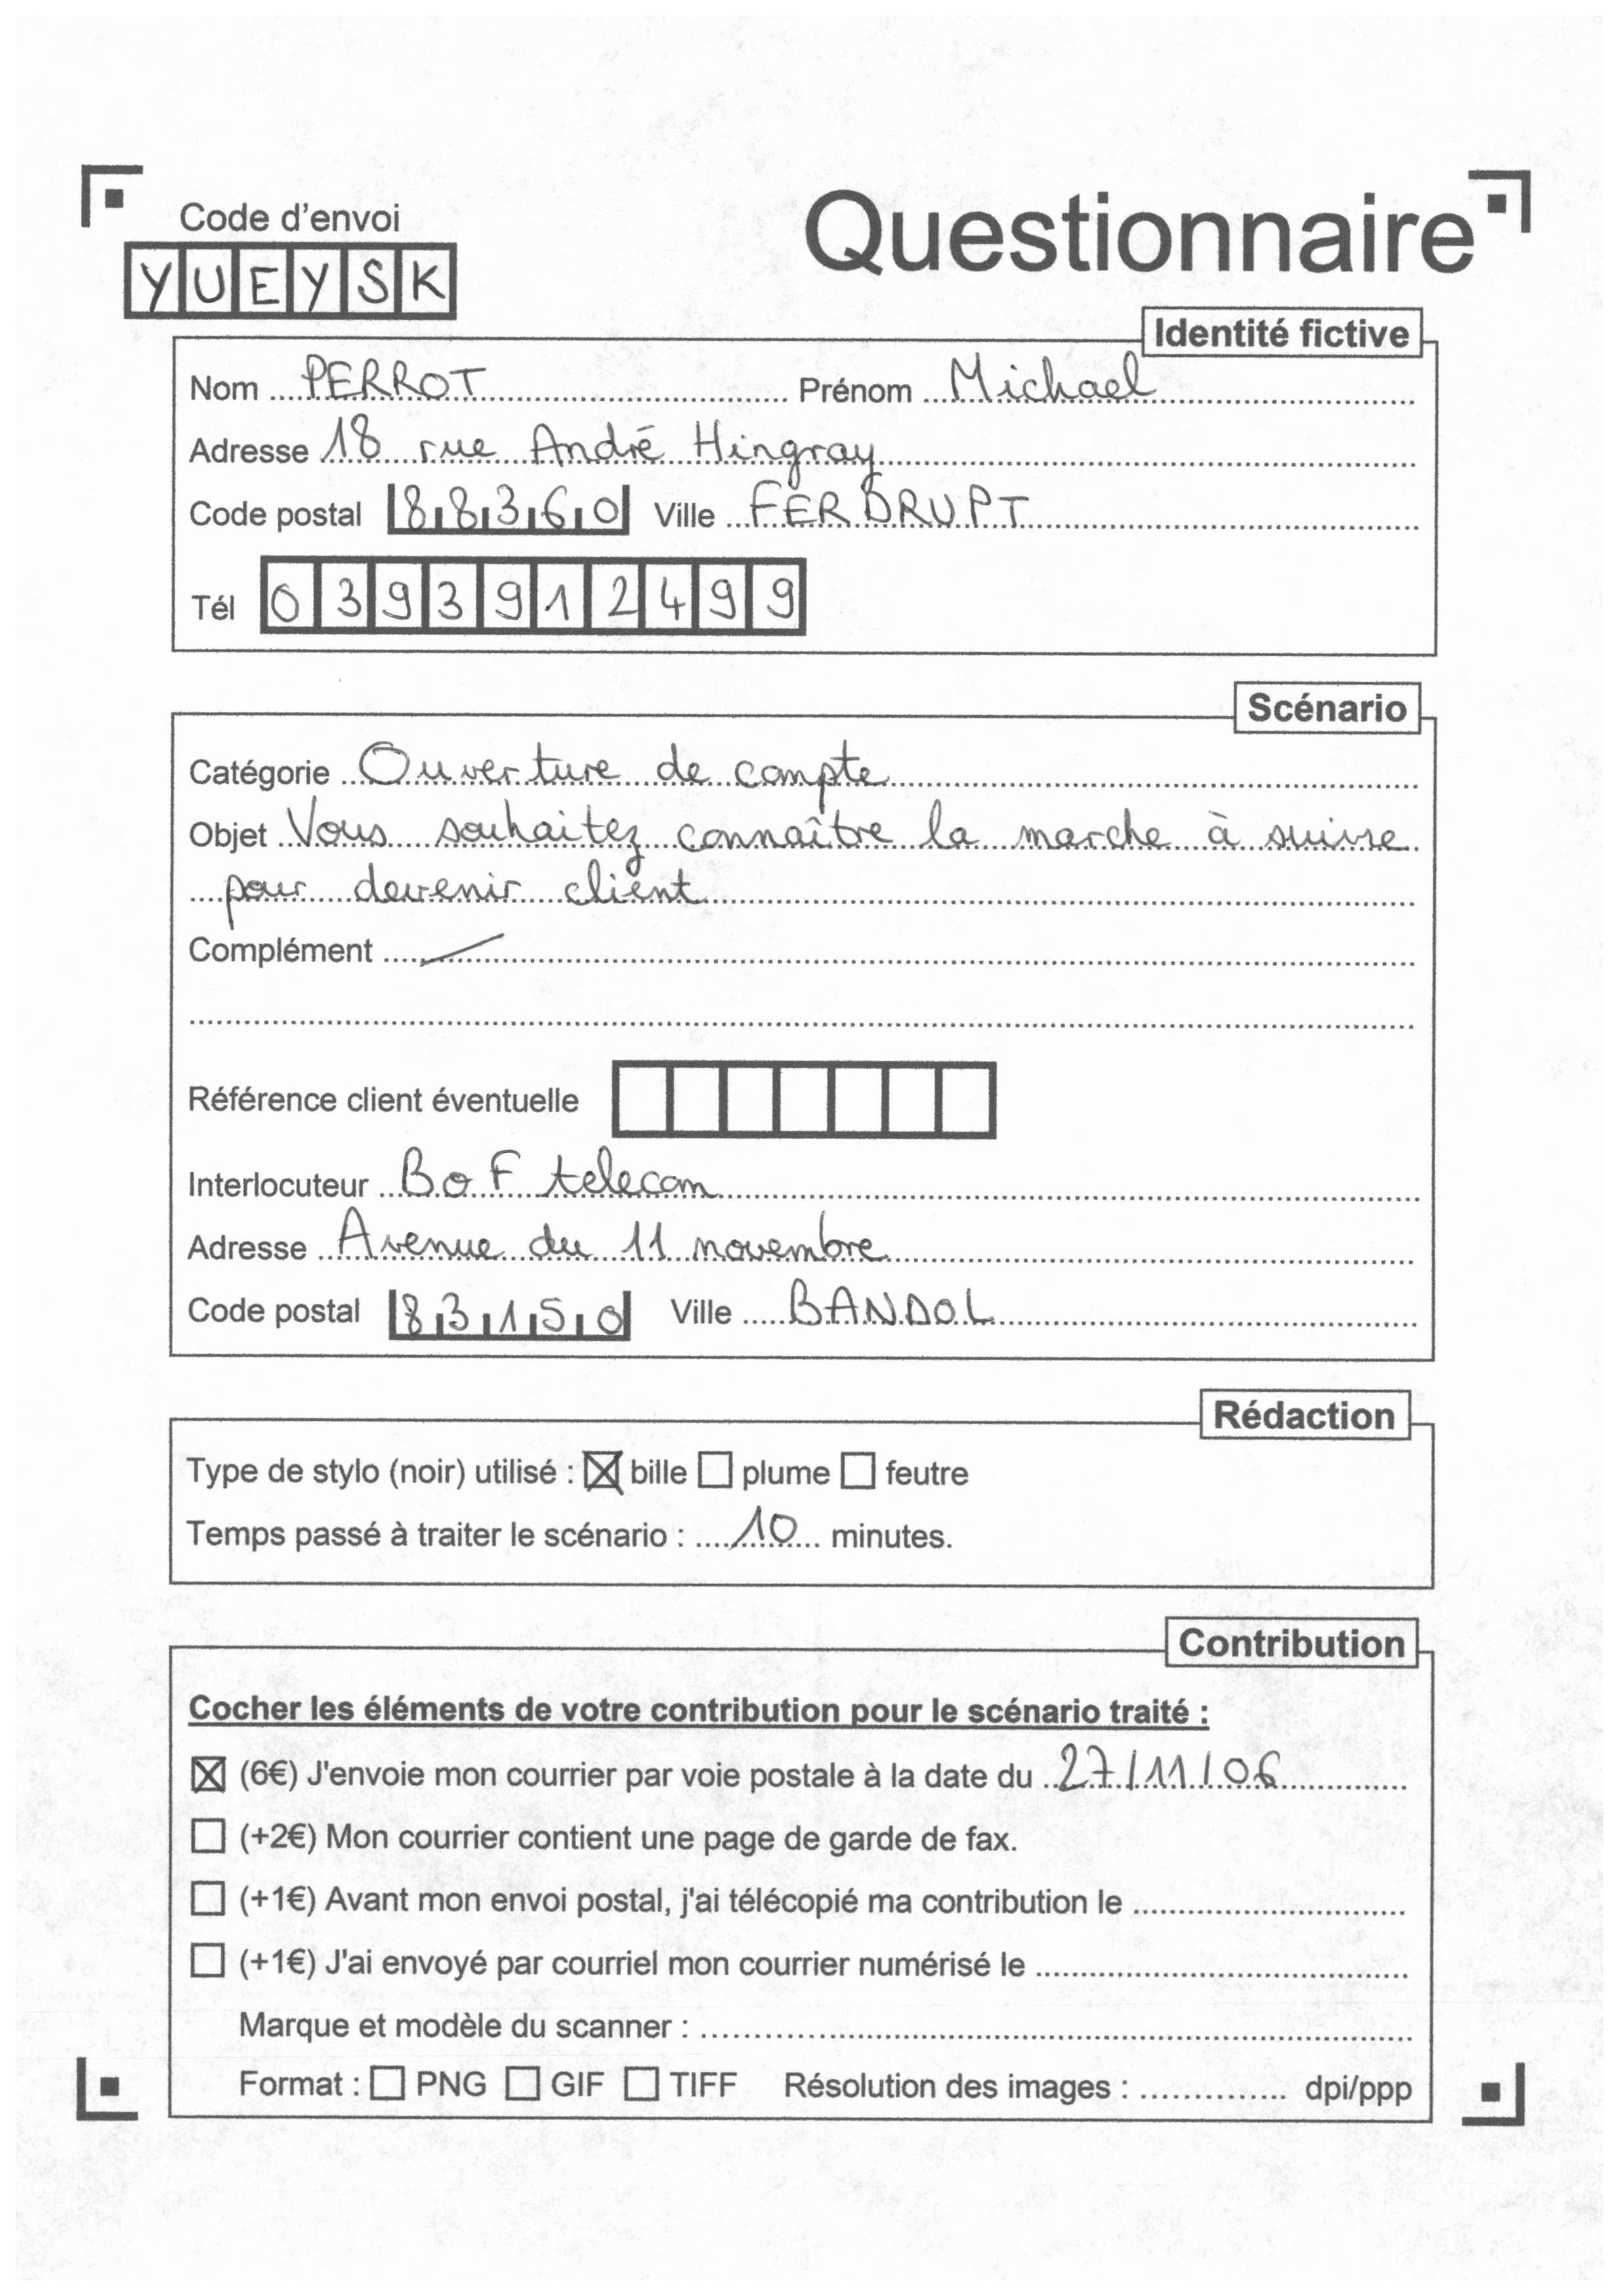 Code d'envoi
Questionnaire
YUEYSK
Identité fictive
Nom PERROT Prénom Michael
Adresse 18 rue André Hingray
Code postal 88360 Ville FERDRUPT
Tél 0393912499
Scénario
Catégorie Ouverture de compte
Objet Vous souhaitez connaître la marche à suivre
pour devenir client
Complément
Référence client éventuelle
Interlocuteur BoF telecom
Adresse Avenue du 11 novembre
Code postal 83150 Ville BANDOL
Rédaction
Type de stylo (noir) utilisé : ☒ bille ☐ plume ☐ feutre
Temps passé à traiter le scénario : 10 minutes.
Contribution
Cocher les éléments de votre contribution pour le scénario traité :
☒ (6€) J'envoie mon courrier par voie postale à la date du 27/11/06
☐ (+2€) Mon courrier contient une page de garde de fax.
☐ (+1€) Avant mon envoi postal, j'ai télécopié ma contribution le
☐ (+1€) J'ai envoyé par courriel mon courrier numérisé le
Marque et modèle du scanner :
Format : ☐ PNG ☐ GIF ☐ TIFF Résolution des images : dpi/ppp